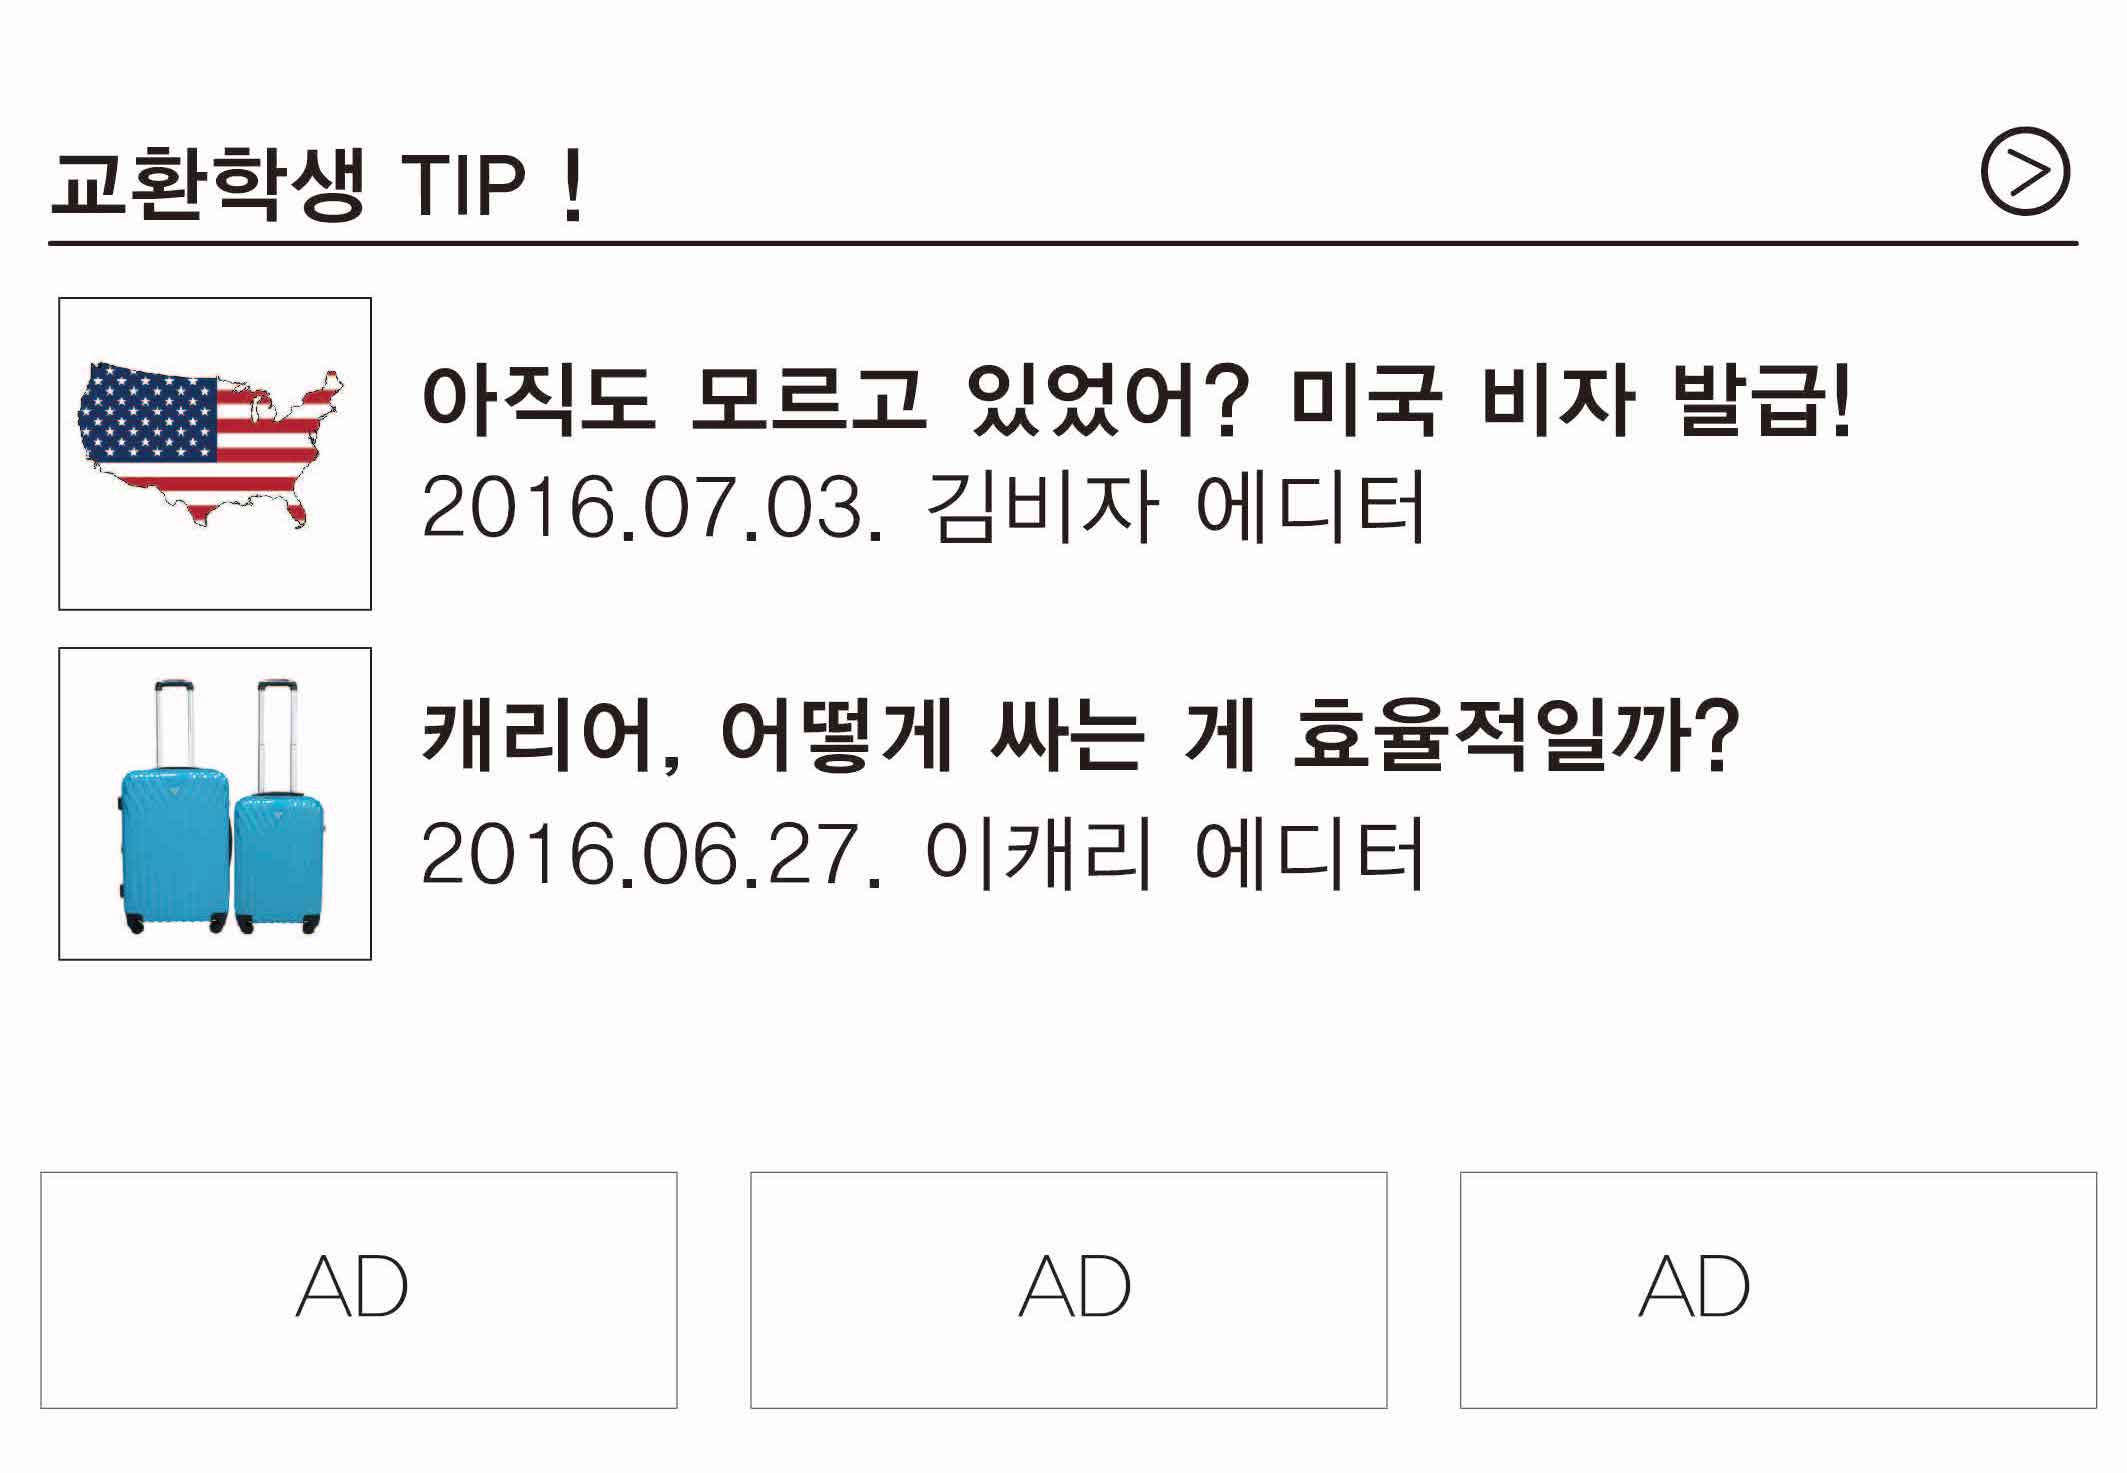 교환학생 TIP !
아직도 모르고 있었어? 미국 비자 발급!
2016.07.03. 김비자 에디터
캐리어, 어떻게 싸는 게 효율적일까?
2016.06.27. 이캐리 에디터
AD
AD
AD